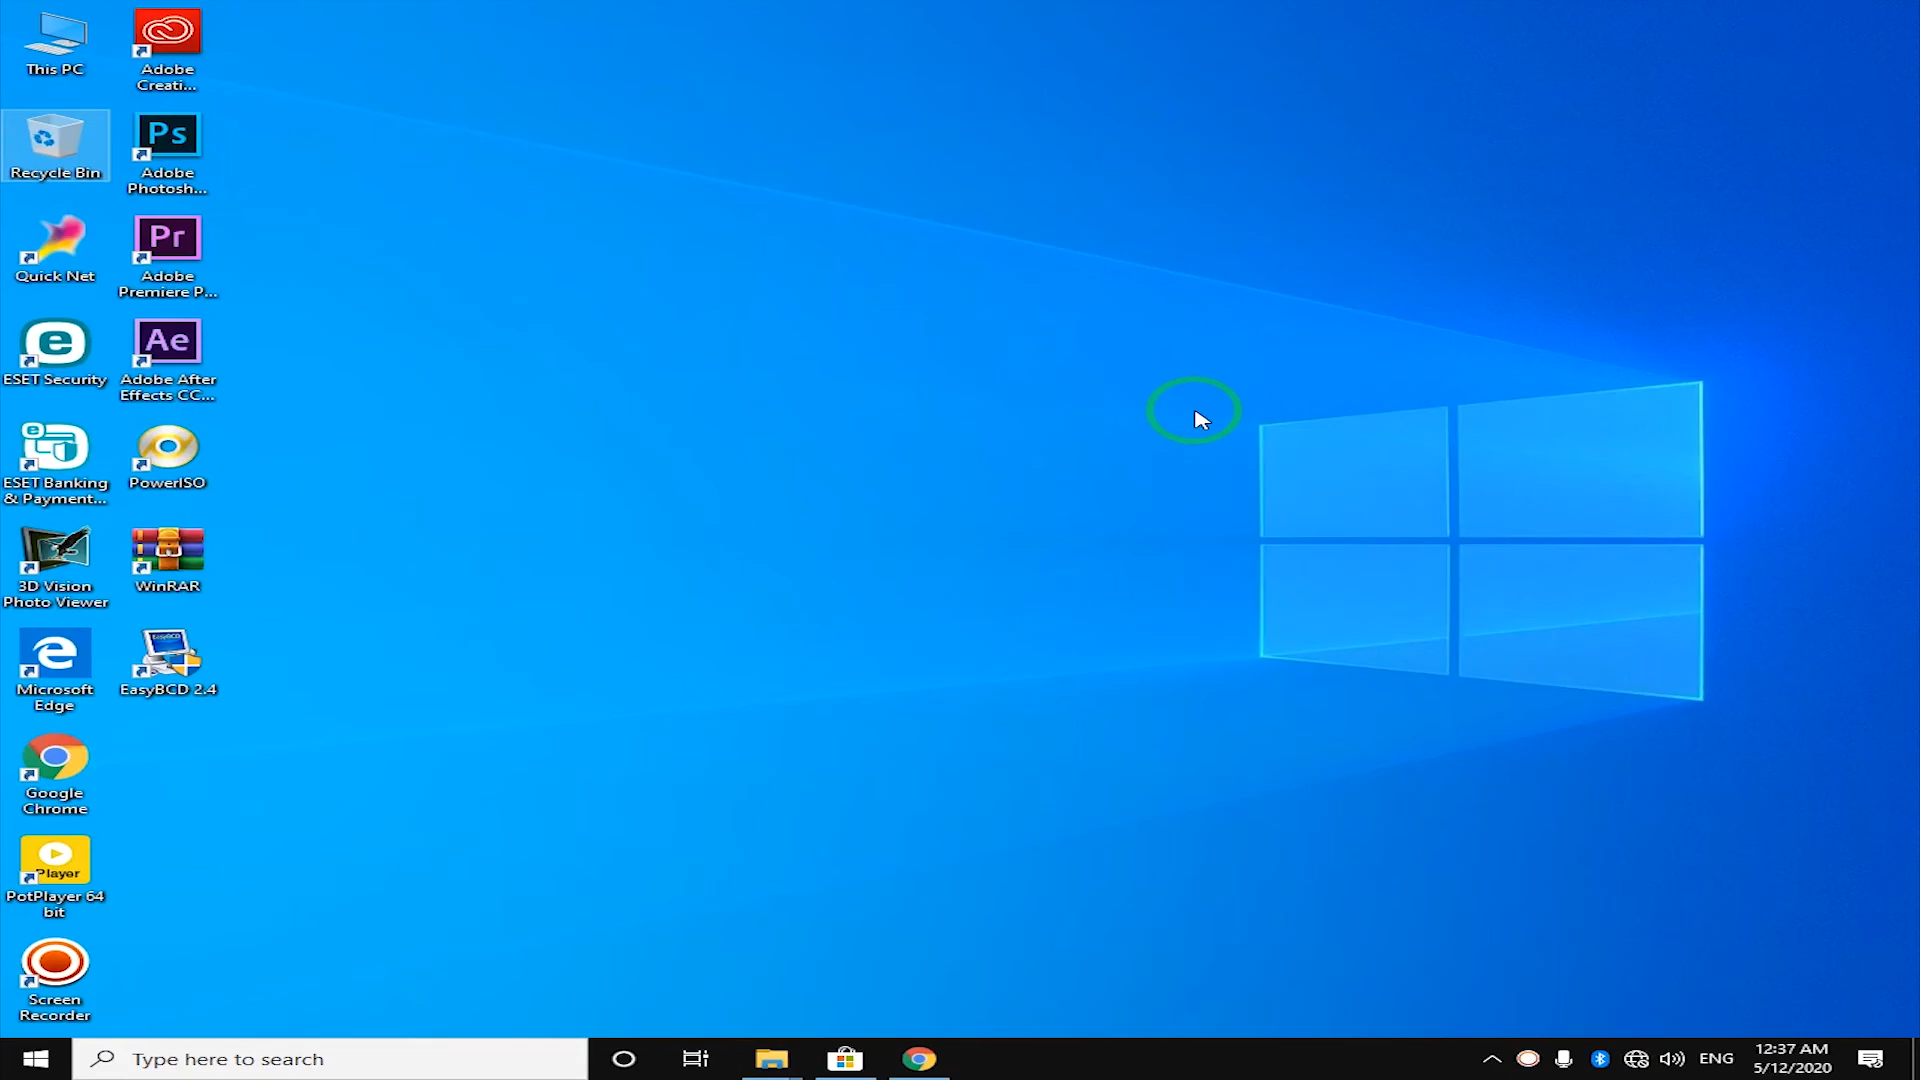 This PC
Recycle Bin
Quick Net
e
ESET Security
e
ESET Banking
& Payment...
3D Vision
Photo Viewer
Microsoft
Edge
Google
Chrome
Player
PotPlayer 64
bit
Screen
Recorder
Adobe
Creati...
Ps
Adobe
Photosh...
Pr
Adobe
Premiere P...
Ae
Adobe After
Effects CC...
PowerISO
WinRAR
EasyBCD
EasyBCD 2.4
Type here to search
ENG
12:37 AM
5/12/2020